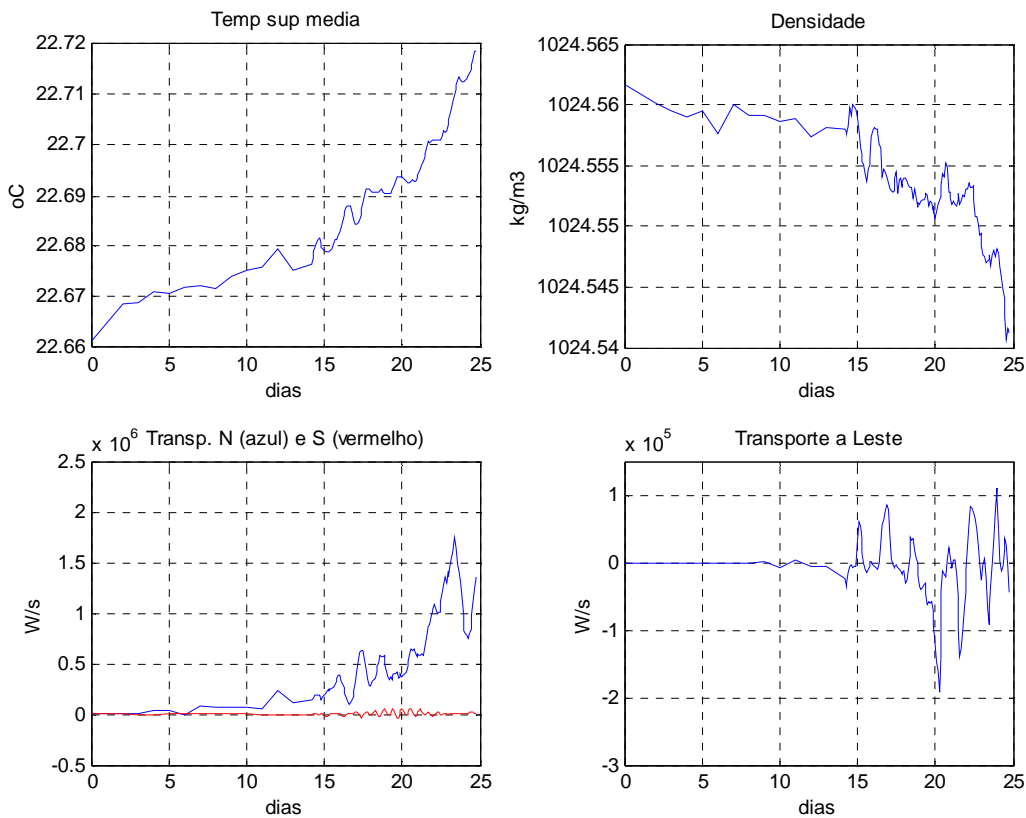 Temp sup media
22.72
22.71
22.7
22.69
22.68
22.67
22.66
oC
0 5 10 15 20 25
dias
Densidade
1024.565
1024.56
1024.555
1024.55
1024.545
1024.54
kg/m3
0 5 10 15 20 25
dias
x 10^6 Transp. N (azul) e S (vermelho)
2.5
2
1.5
1
0.5
0
-0.5
W/s
0 5 10 15 20 25
dias
x 10^5 Transporte a Leste
1
0
-1
-2
-3
W/s
0 5 10 15 20 25
dias